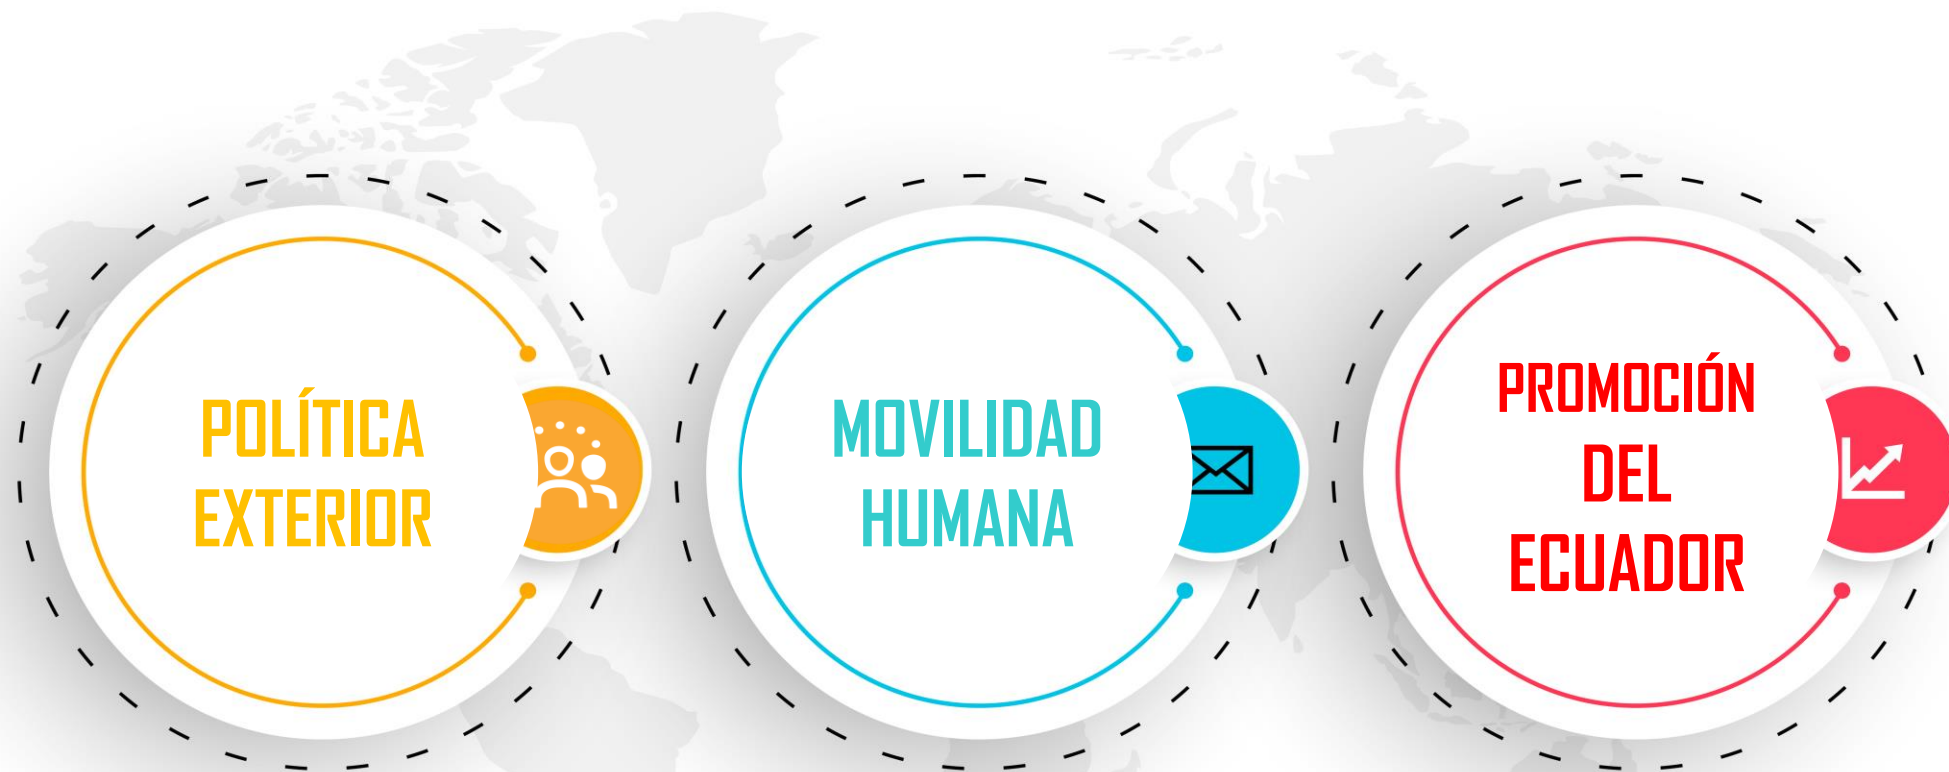 POLÍTICA
EXTERIOR
MOVILIDAD
HUMANA
PROMOCIÓN
DEL
ECUADOR